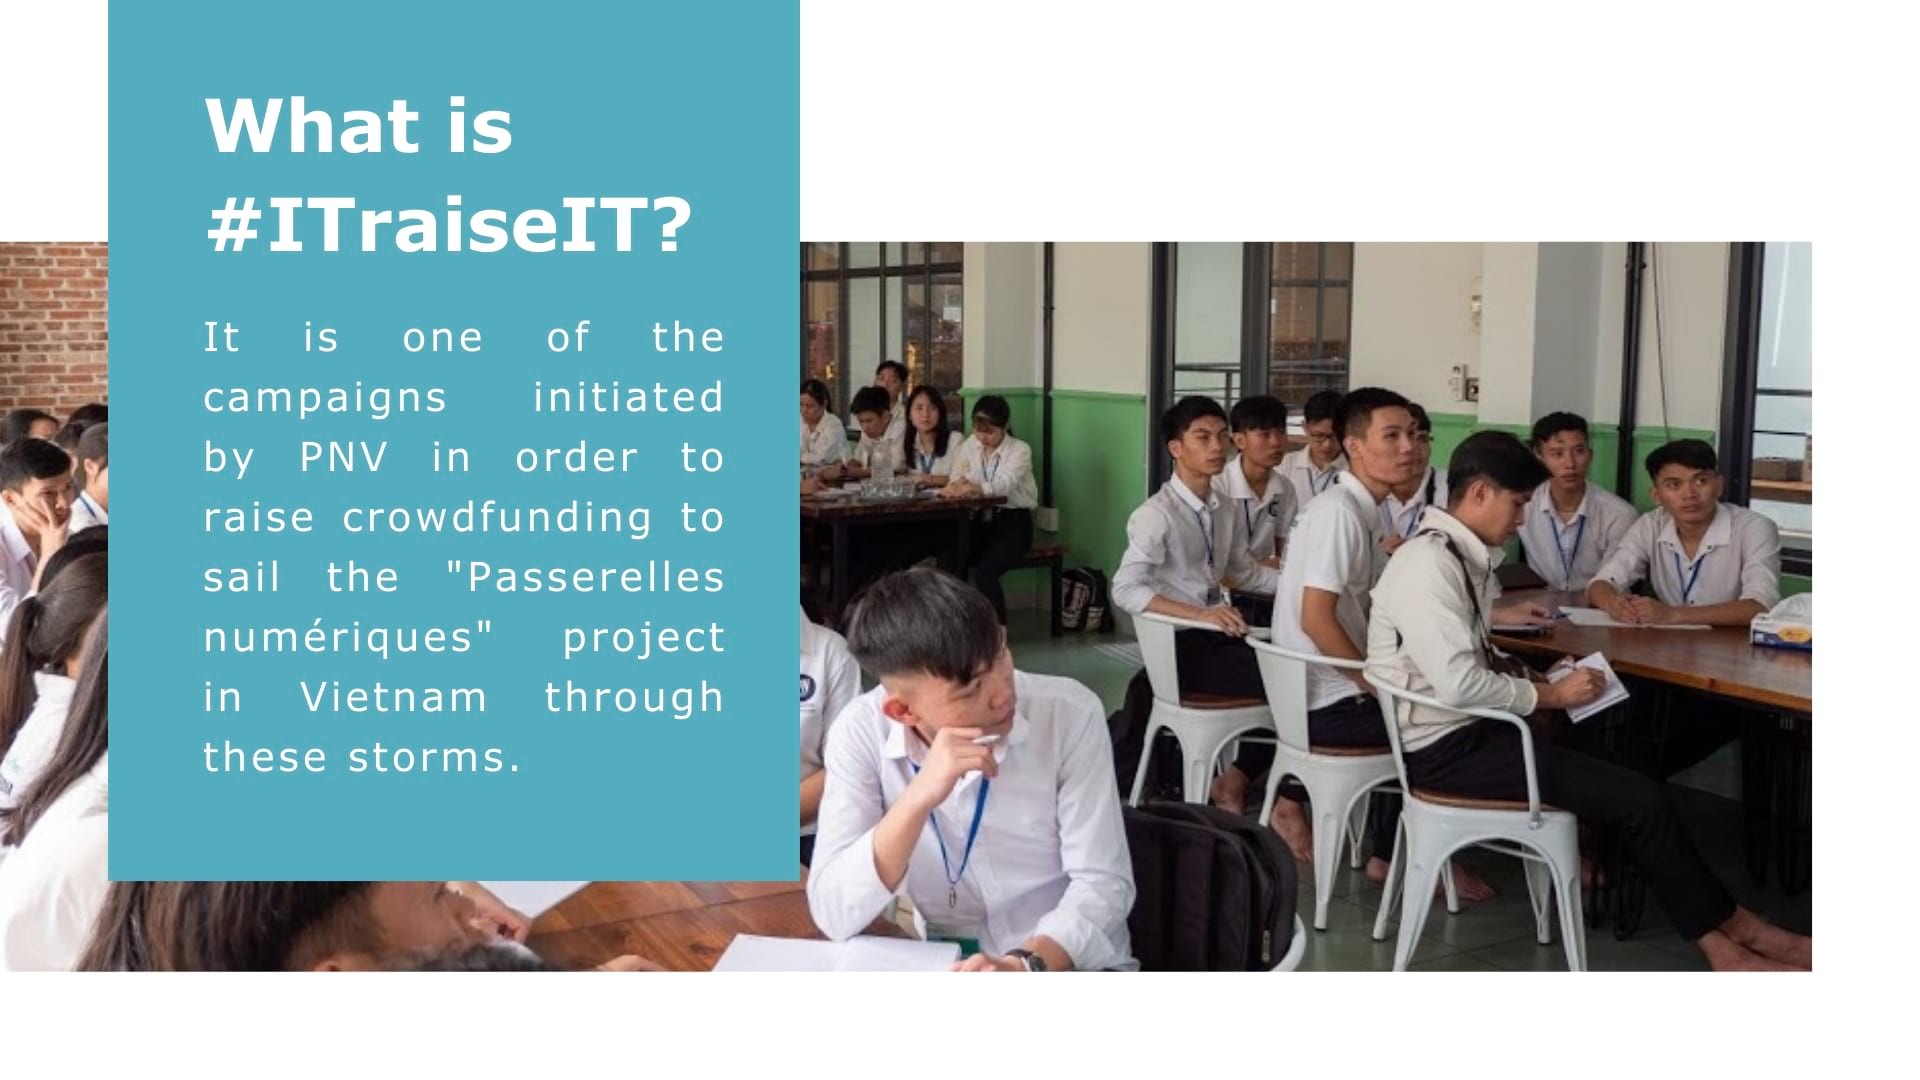 What is
#ITraiseIT?
It is one of the
campaigns initiated
by PNV in order to
raise crowdfunding to
sail the "Passerelles
numériques" project
in Vietnam through
these storms.